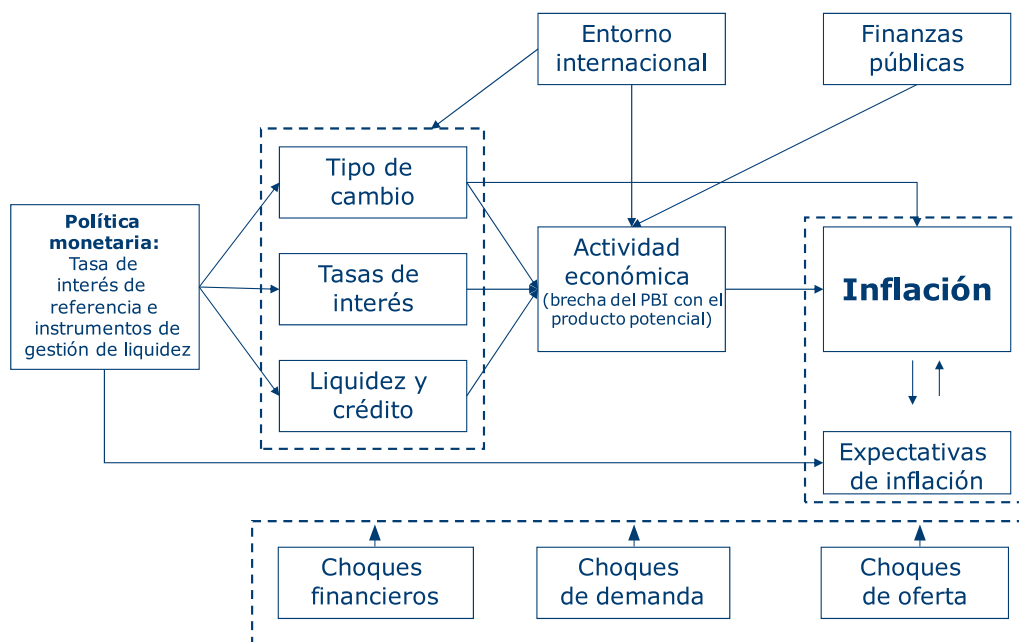 Entorno
internacional
Finanzas
públicas
Tipo de
cambio
Política
monetaria:
Tasa de
interés de
referencia e
instrumentos de
gestión de liquidez
Tasas de
interés
Liquidez y
crédito
Actividad
económica
(brecha del PBI con el
producto potencial)
Inflación
Expectativas
de inflación
Choques
financieros
Choques
de demanda
Choques
de oferta